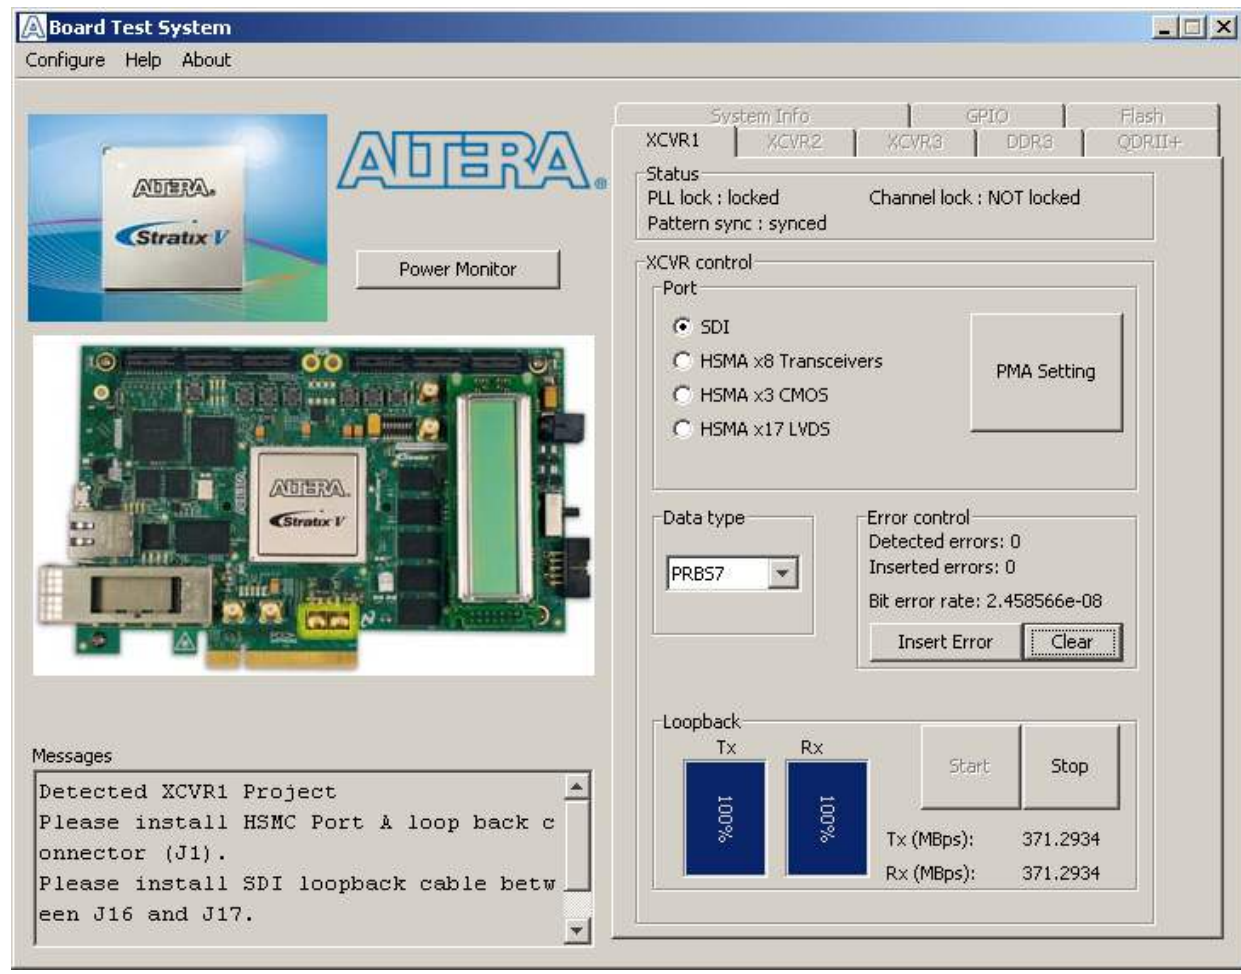 Board Test System
Configure Help About
ALTERA®
ALTERA.
Stratix V
Power Monitor
ALTERA.
Stratix V
Messages
Detected XCVR1 Project
Please install HSMC Port A loop back c
onnector (J1).
Please install SDI loopback cable betw
een J16 and J17.
System Info GPIO Flash
XCVR1 XCVR2 XCVR3 DDR3 QDRII+
Status
PLL lock : locked Channel lock : NOT locked
Pattern sync : synced
XCVR control
Port
SDI
HSMA x8 Transceivers
HSMA x3 CMOS
HSMA x17 LVDS
PMA Setting
Data type
PRBS7
Error control
Detected errors: 0
Inserted errors: 0
Bit error rate: 2.458566e-08
Insert Error Clear
Loopback
Tx Rx
100% 100%
Start Stop
Tx (MBps): 371.2934
Rx (MBps): 371.2934